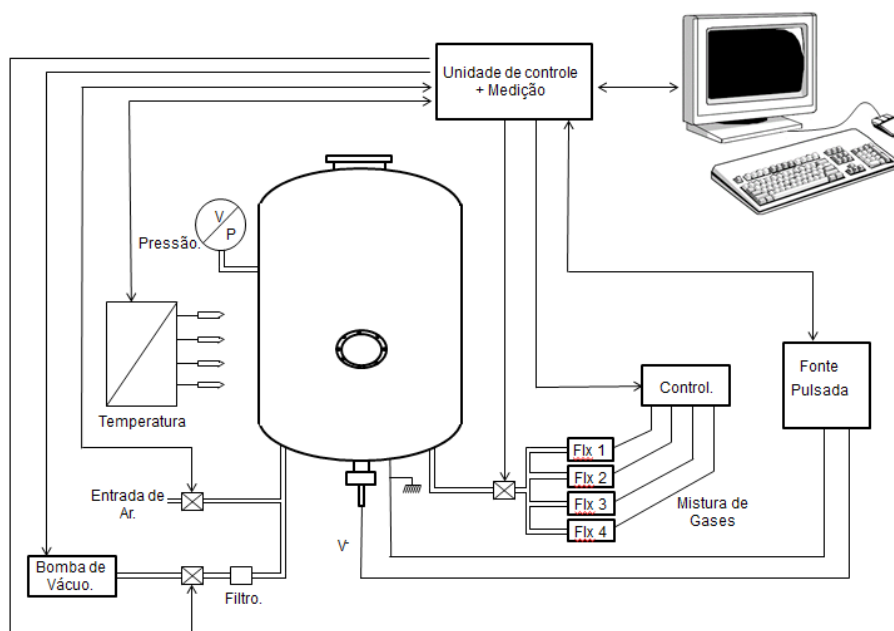 Unidade de controle
+ Medição
V
P
Pressão.
Temperatura
Control.
Fonte
Pulsada
Flx 1
Flx 2
Flx 3
Flx 4
Mistura de
Gases
Entrada de
Ar.
V-
Bomba de
Vácuo.
Filtro.